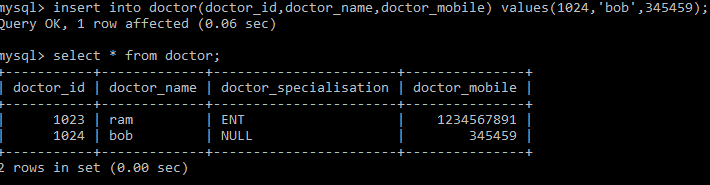 mysql> insert into doctor(doctor_id,doctor_name,doctor_mobile) values(1024,'bob',345459);
Query OK, 1 row affected (0.06 sec)
mysql> select * from doctor;
+-----------+-------------+-----------------------+---------------+
| doctor_id | doctor_name | doctor_specialisation | doctor_mobile |
+-----------+-------------+-----------------------+---------------+
| 1023 | ram | ENT | 1234567891 |
| 1024 | bob | NULL | 345459 |
+-----------+-------------+-----------------------+---------------+
2 rows in set (0.00 sec)